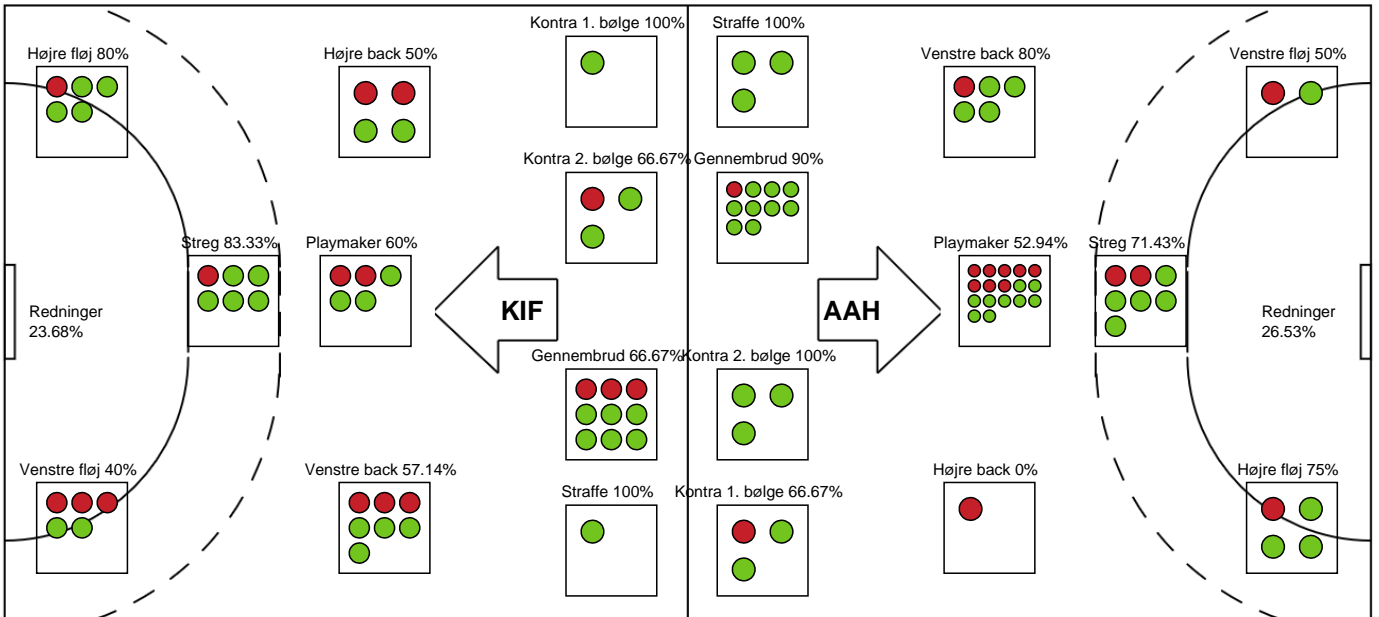 Kontra 1. bølge 100%
Straffe 100%
Højre fløj 80%
Højre back 50%
Venstre back 80%
Venstre fløj 50%
Kontra 2. bølge 66.67%
Gennembrud 90%
Streg 83.33%
Playmaker 60%
Playmaker 52.94%
Streg 71.43%
Redninger
23.68%
KIF
AAH
Redninger
26.53%
Gennembrud 66.67%
Kontra 2. bølge 100%
Venstre fløj 40%
Venstre back 57.14%
Straffe 100%
Kontra 1. bølge 66.67%
Højre back 0%
Højre fløj 75%